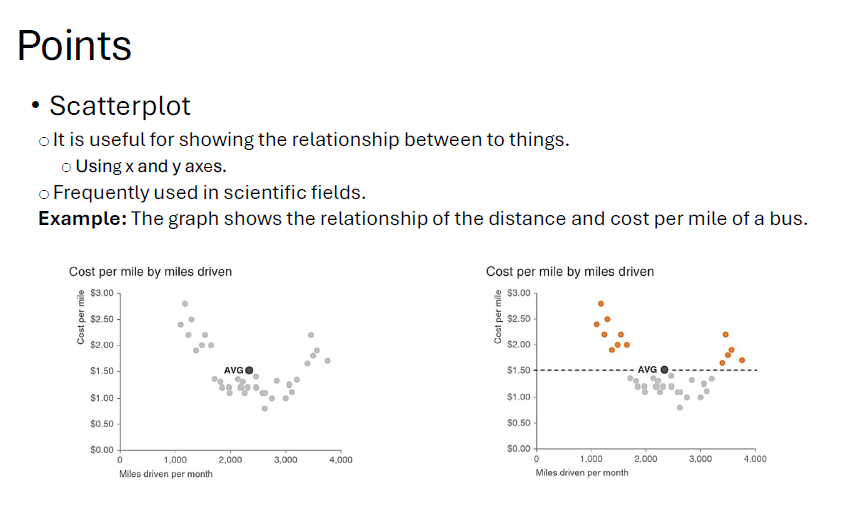 Points
• Scatterplot
o It is useful for showing the relationship between to things.
o Using x and y axes.
o Frequently used in scientific fields.
Example: The graph shows the relationship of the distance and cost per mile of a bus.
Cost per mile by miles driven
Cost per mile
$3.00
$2.50
$2.00
$1.50
$1.00
$0.50
$0.00
AVG
0 1,000 2,000 3,000 4,000
Miles driven per month
Cost per mile by miles driven
Cost per mile
$3.00
$2.50
$2.00
$1.50
$1.00
$0.50
$0.00
AVG
0 1,000 2,000 3,000 4,000
Miles driven per month